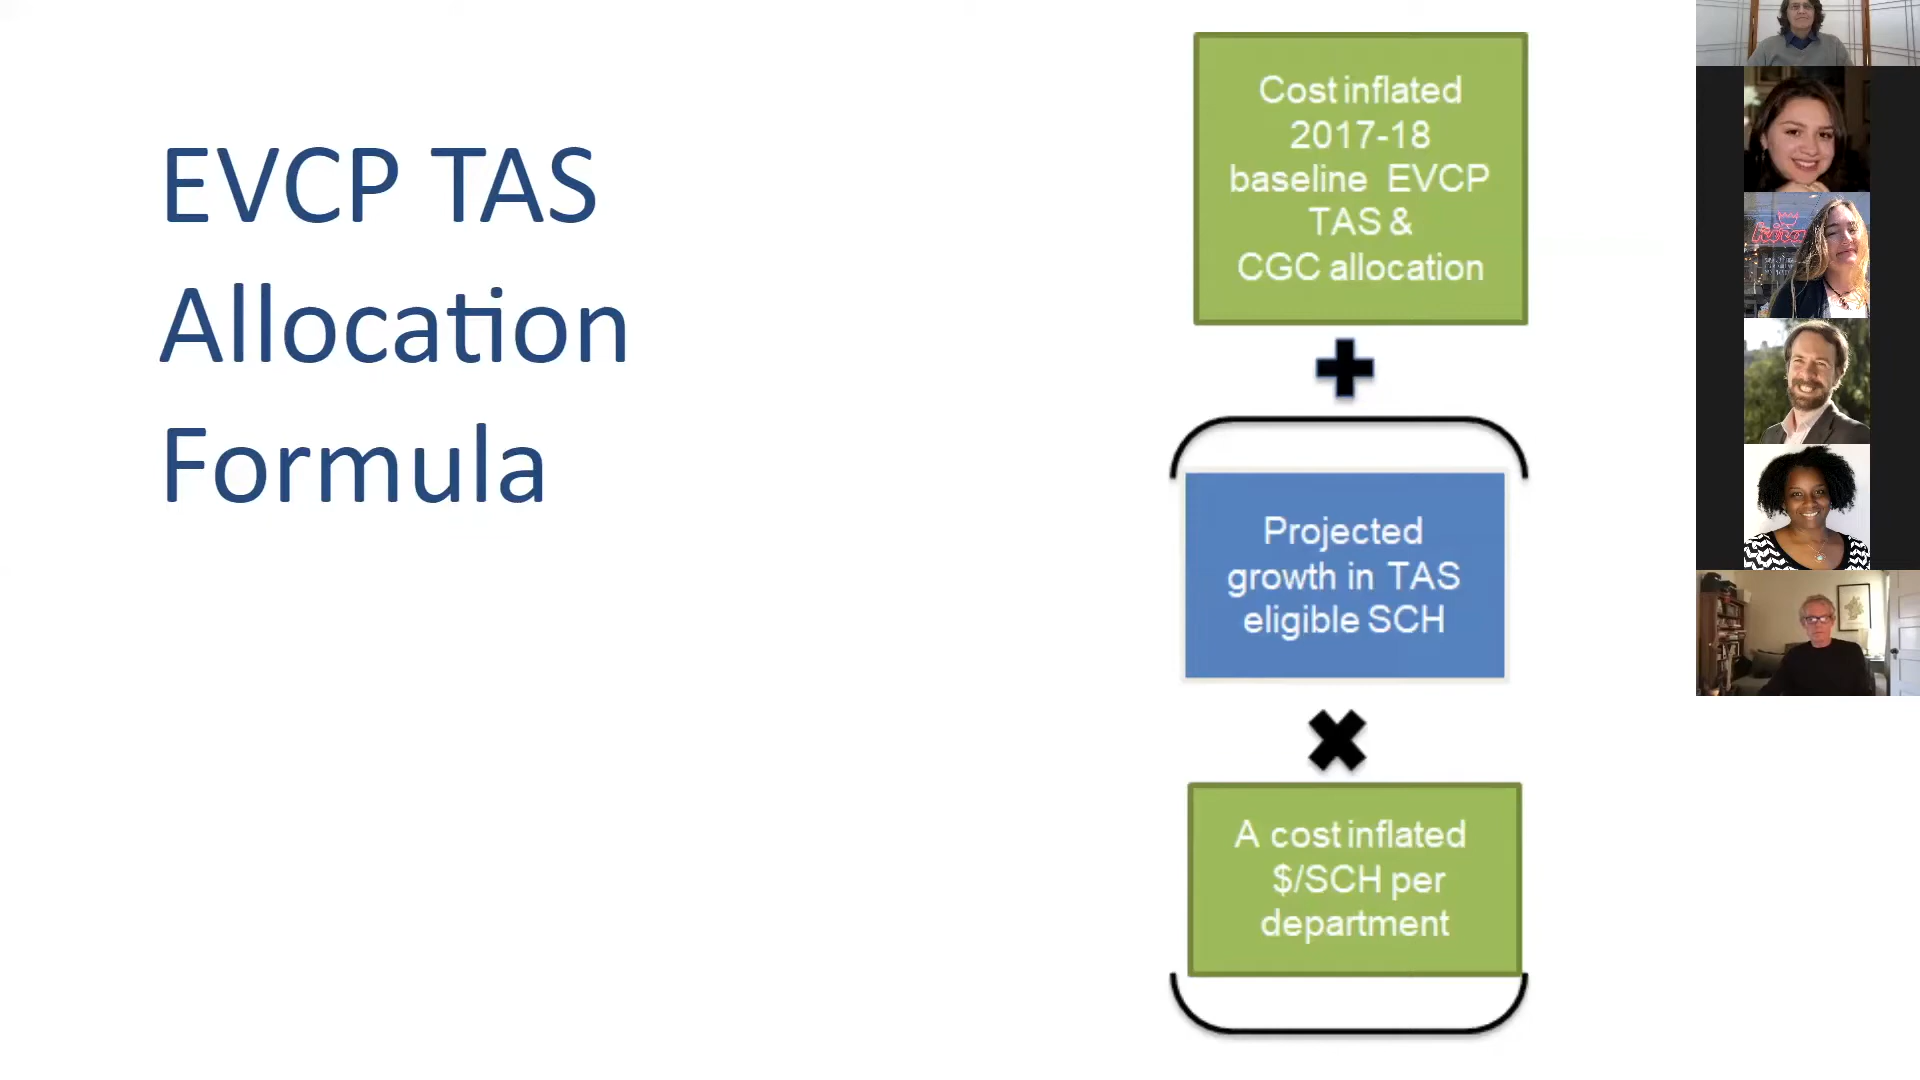 EVCP TAS
Allocation
Formula
Cost inflated
2017-18
baseline EVCP
TAS &
CGC allocation
Projected
growth in TAS
eligible SCH
A cost inflated
$/SCH per
department